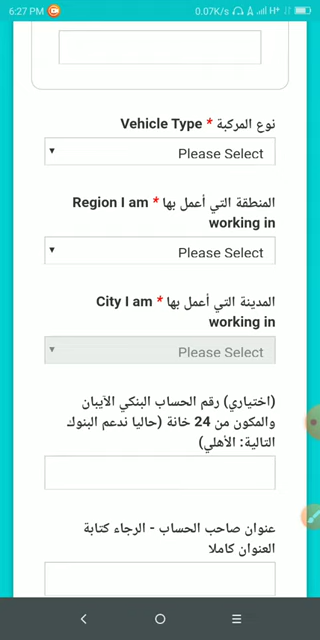 6:27 PM
0.07K/s
H+
نوع المركبة * Vehicle Type
Please Select
المنطقة التي أعمل بها * Region I am
working in
Please Select
المدينة التي أعمل بها * City I am
working in
Please Select
(اختياري) رقم الحساب البنكي الآيبان
والمكون من 24 خانة (حاليا ندعم البنوك
التالية: الأهلي)
عنوان صاحب الحساب - الرجاء كتابة
العنوان كاملا